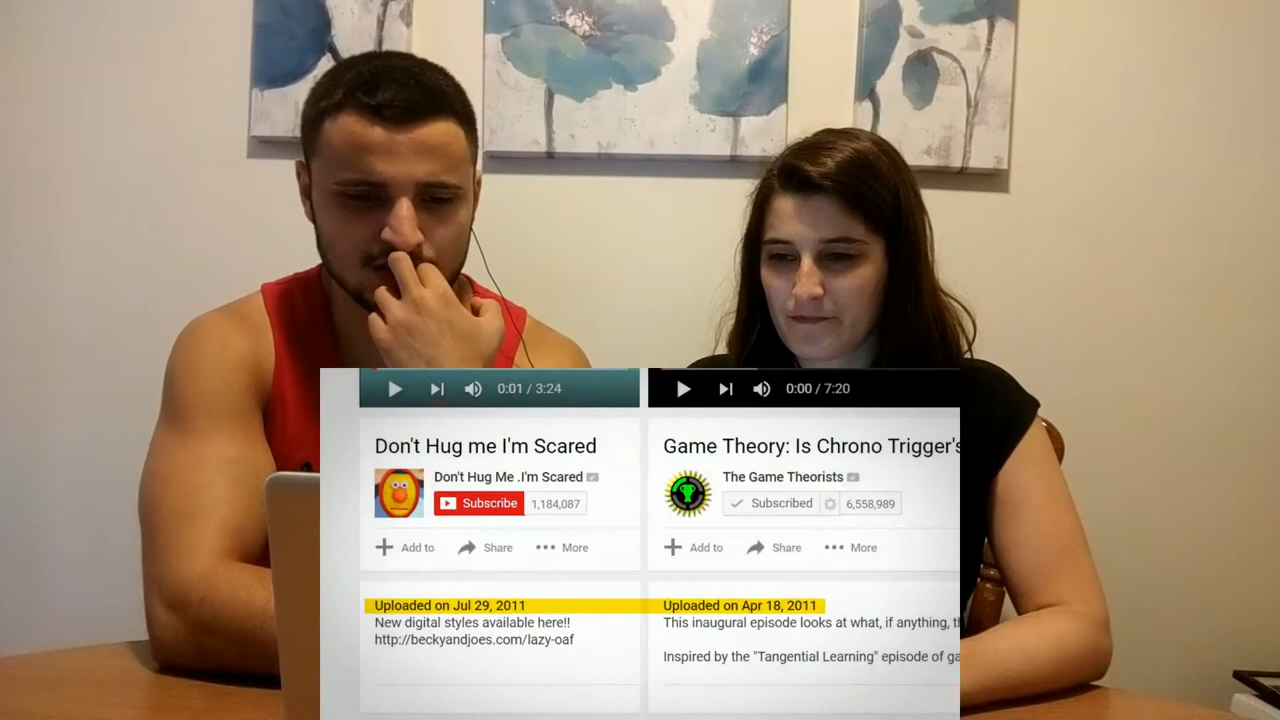 0:01 / 3:24
0:00 / 7:20
Don't Hug me I'm Scared
Game Theory: Is Chrono Trigger's
Don't Hug Me .I'm Scared
The Game Theorists
Subscribe 1,184,087
Subscribed 6,558,989
Add to Share More
Add to Share More
Uploaded on Jul 29, 2011
Uploaded on Apr 18, 2011
New digital styles available here!!
This inaugural episode looks at what, if anything,
http://beckyandjoes.com/lazy-oaf
Inspired by the "Tangential Learning" episode of